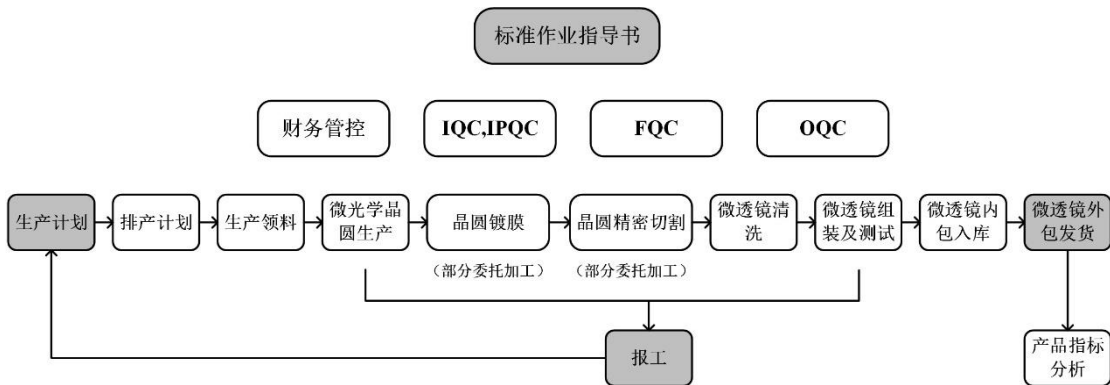 标准作业指导书
财务管控
IQC,IPQC
FQC
OQC
生产计划
排产计划
生产领料
微光学晶
圆生产
晶圆镀膜
晶圆精密切割
微透镜清
洗
微透镜组
装及测试
微透镜内
包入库
微透镜外
包发货
（部分委托加工）
（部分委托加工）
报工
产品指标
分析